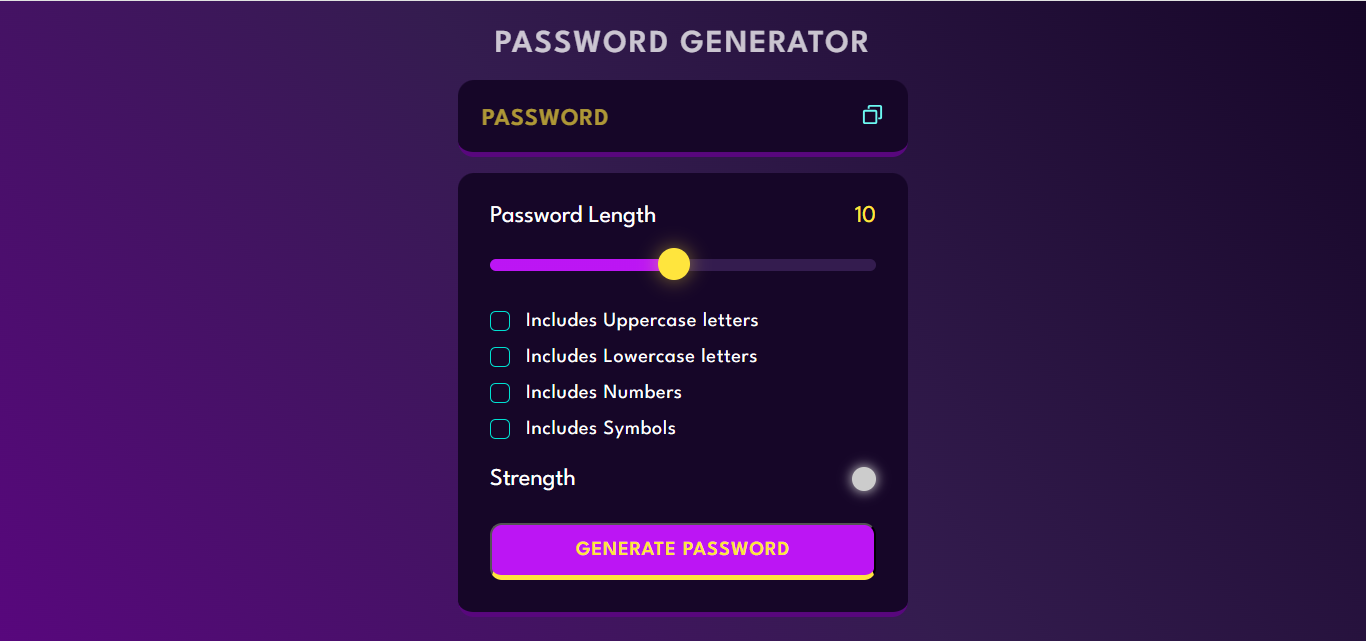 PASSWORD GENERATOR
PASSWORD
Password Length 10
Includes Uppercase letters
Includes Lowercase letters
Includes Numbers
Includes Symbols
Strength
GENERATE PASSWORD